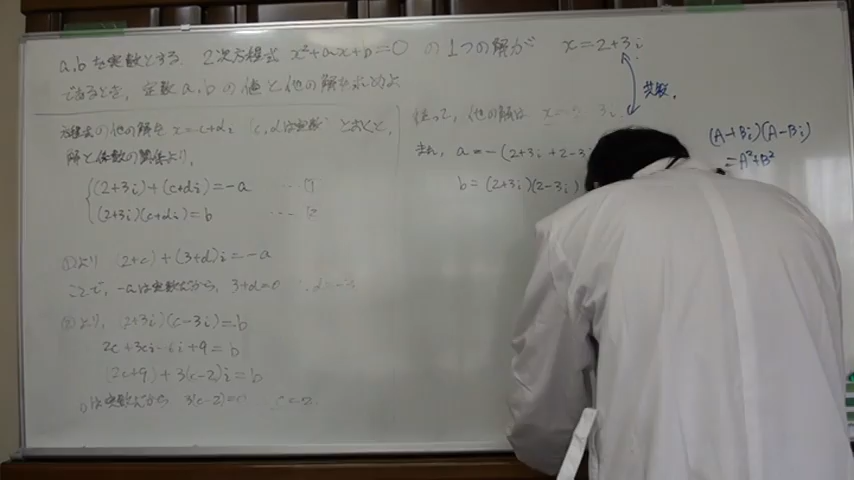 a,bを実数とする. 2次方程式 x²+ax+b=0 の1つの解が x=2+3i
であるとき, 定数a,bの値と他の解を求めよ
方程式の他の解を x=c+di (c,dは実数) とおくと,
解と係数の関係より,
(2+3i)+(c+di)=-a ...①
(2+3i)(c+di)=b ...②
①より (2+c)+(3+d)i=-a
ここで, -aは実数だから, 3+d=0 ∴d=-3
②より, (2+3i)(c-3i)=b
2c+3ci-6i+9=b
(2c+9)+3(c-2)i=b
bは実数だから 3(c-2)=0 c=2
従って, 他の解は x=2-3i
また, a=-(2+3i+2-3i
b=(2+3i)(2-3i)
共役.
(A+Bi)(A-Bi)
=A²+B²